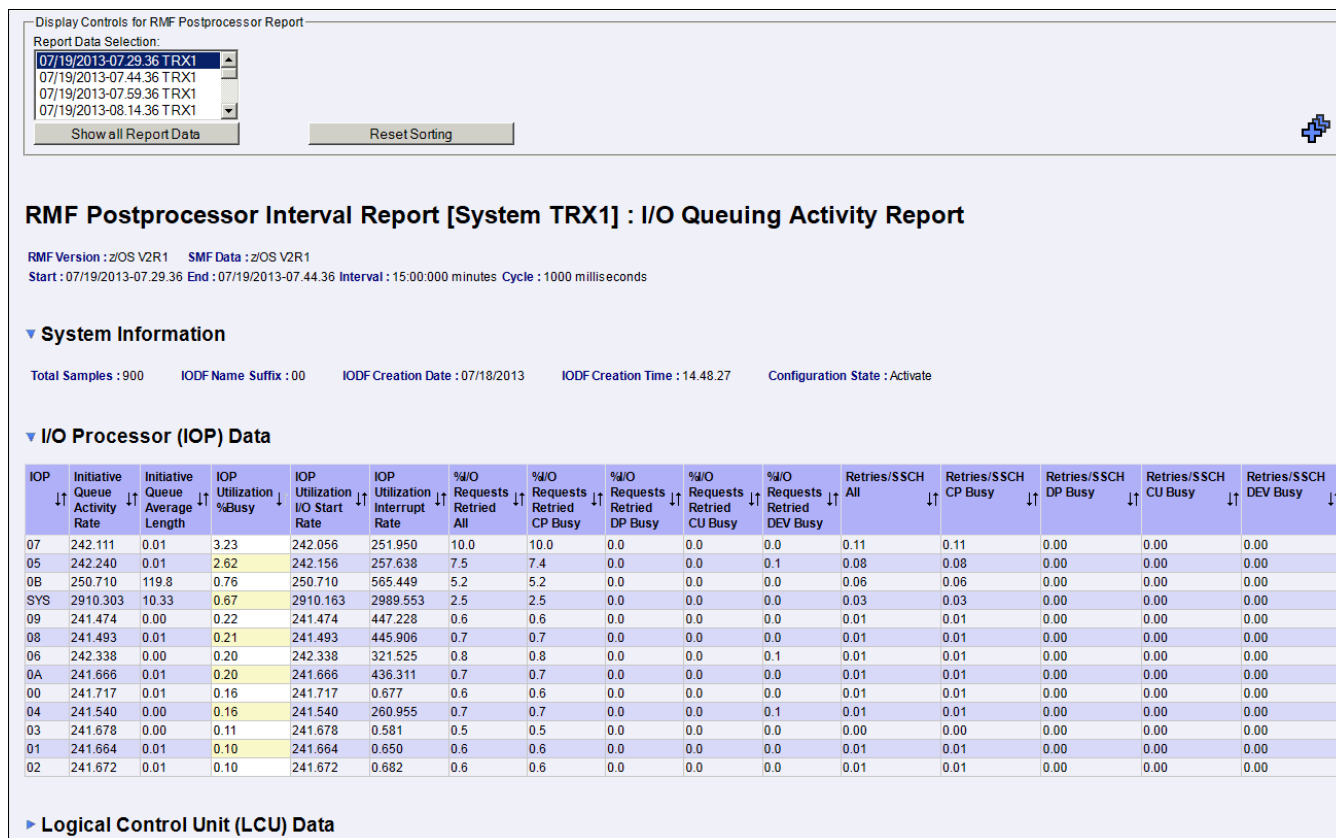 Display Controls for RMF Postprocessor Report
Report Data Selection:
07/19/2013-07.29.36 TRX1
07/19/2013-07.44.36 TRX1
07/19/2013-07.59.36 TRX1
07/19/2013-08.14.36 TRX1
Show all Report Data Reset Sorting
RMF Postprocessor Interval Report [System TRX1] : I/O Queuing Activity Report
RMF Version : z/OS V2R1 SMF Data : z/OS V2R1
Start : 07/19/2013-07.29.36 End : 07/19/2013-07.44.36 Interval : 15:00:000 minutes Cycle : 1000 milliseconds
System Information
Total Samples : 900 IODF Name Suffix : 00 IODF Creation Date : 07/18/2013 IODF Creation Time : 14.48.27 Configuration State : Activate
I/O Processor (IOP) Data
IOP Initiative Initiative IOP IOP IOP %I/O %I/O %I/O %I/O %I/O Retries/SSCH Retries/SSCH Retries/SSCH Retries/SSCH Retries/SSCH
Queue Queue Utilization Utilization Utilization Requests Requests Requests Requests Requests All CP Busy DP Busy CU Busy DEV Busy
Activity Average %Busy I/O Start Interrupt Retried Retried Retried Retried Retried
Rate Length Rate Rate All CP Busy DP Busy CU Busy DEV Busy
07 242.111 0.01 3.23 242.056 251.950 10.0 10.0 0.0 0.0 0.0 0.11 0.11 0.00 0.00 0.00
05 242.240 0.01 2.62 242.156 257.638 7.5 7.4 0.0 0.0 0.1 0.08 0.08 0.00 0.00 0.00
0B 250.710 119.8 0.76 250.710 565.449 5.2 5.2 0.0 0.0 0.0 0.06 0.06 0.00 0.00 0.00
SYS 2910.303 10.33 0.67 2910.163 2989.553 2.5 2.5 0.0 0.0 0.0 0.03 0.03 0.00 0.00 0.00
09 241.474 0.00 0.22 241.474 447.228 0.6 0.6 0.0 0.0 0.0 0.01 0.01 0.00 0.00 0.00
08 241.493 0.01 0.21 241.493 445.906 0.7 0.7 0.0 0.0 0.0 0.01 0.01 0.00 0.00 0.00
06 242.338 0.00 0.20 242.338 321.525 0.8 0.8 0.0 0.0 0.1 0.01 0.01 0.00 0.00 0.00
0A 241.666 0.01 0.20 241.666 436.311 0.7 0.7 0.0 0.0 0.0 0.01 0.01 0.00 0.00 0.00
00 241.717 0.01 0.16 241.717 0.677 0.6 0.6 0.0 0.0 0.0 0.01 0.01 0.00 0.00 0.00
04 241.540 0.00 0.16 241.540 260.955 0.7 0.7 0.0 0.0 0.1 0.01 0.01 0.00 0.00 0.00
03 241.678 0.00 0.11 241.678 0.581 0.5 0.5 0.0 0.0 0.0 0.00 0.00 0.00 0.00 0.00
01 241.664 0.01 0.10 241.664 0.650 0.6 0.6 0.0 0.0 0.0 0.01 0.01 0.00 0.00 0.00
02 241.672 0.01 0.10 241.672 0.682 0.6 0.6 0.0 0.0 0.0 0.01 0.01 0.00 0.00 0.00
Logical Control Unit (LCU) Data